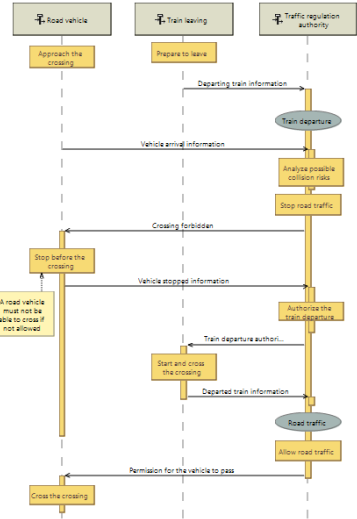 Road vehicle
Train leaving
Traffic regulation
authority
Approach the
crossing
Prepare to leave
Departing train information
Train departure
Vehicle arrival information
Analyze possible
collision risks
Stop road traffic
Crossing forbidden
Stop before the
crossing
Vehicle stopped information
A road vehicle
must not be
able to cross if
not allowed
Authorize the
train departure
Train departure authori...
Start and cross
the crossing
Departed train information
Road traffic
Allow road traffic
Permission for the vehicle to pass
Cross the crossing